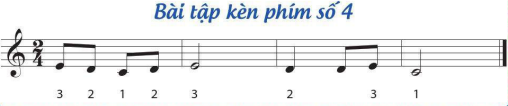 Bài tập kèn phím số 4
2
4
3 2 1 2 3 2 3 1